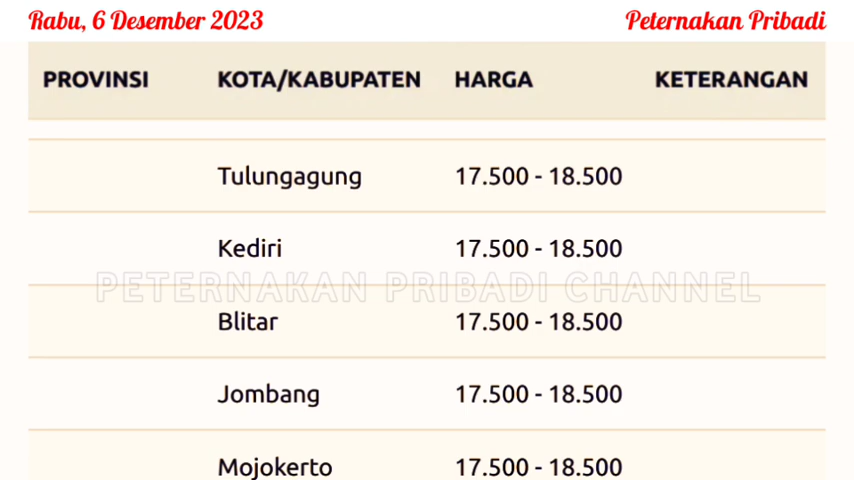 Rabu, 6 Desember 2023 Peternakan Pribadi
PROVINSI KOTA/KABUPATEN HARGA KETERANGAN
Tulungagung 17.500 - 18.500
Kediri 17.500 - 18.500
PETERNAKAN PRIBADI CHANNEL
Blitar 17.500 - 18.500
Jombang 17.500 - 18.500
Mojokerto 17.500 - 18.500